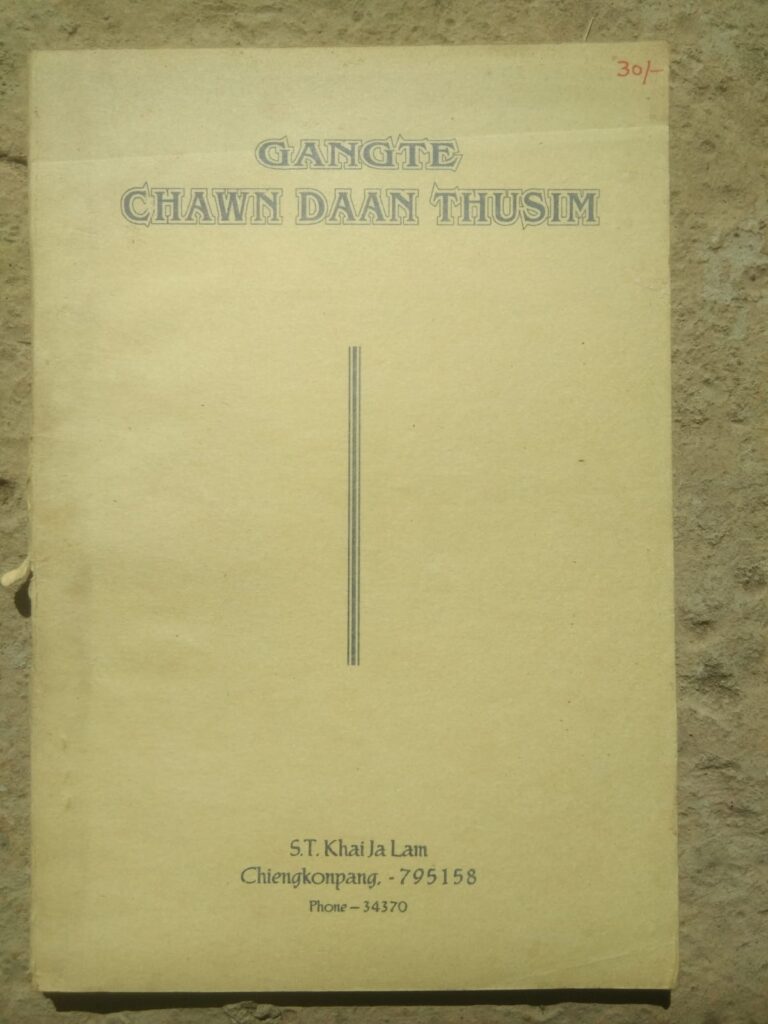 30/-
GANGTE
CHAWN DAAN THUSIM
S.T. Khai Ja Lam
Chiengkonpang, - 795158
Phone – 34370